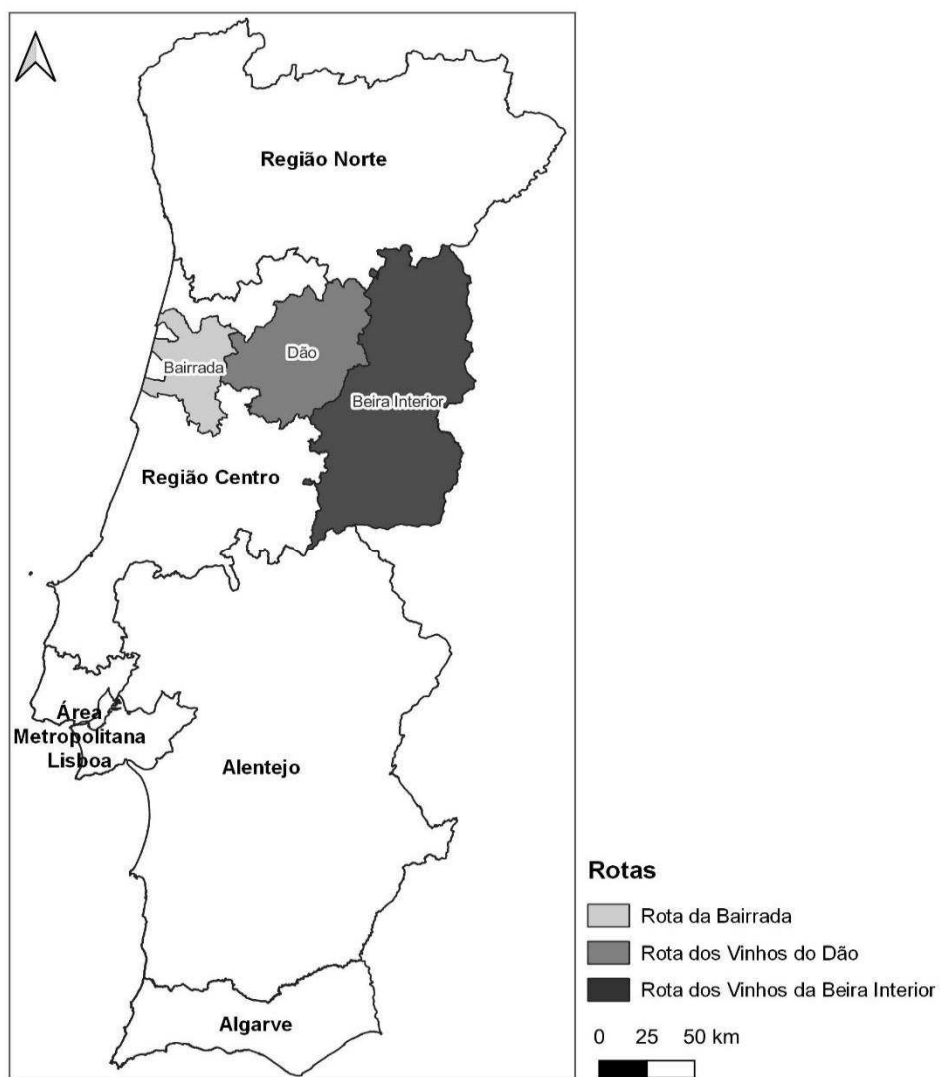 Região Norte
Dão
Bairrada
Beira Interior
Região Centro
Área
Metropolitana
Lisboa
Alentejo
Algarve
Rotas
Rota da Bairrada
Rota dos Vinhos do Dão
Rota dos Vinhos da Beira Interior
0 25 50 km